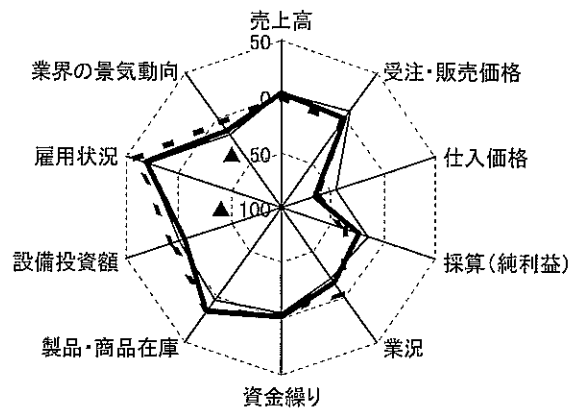 売上高
50
業界の景気動向
受注・販売価格
0
雇用状況
▲ 50
仕入価格
▲ 100
設備投資額
採算(純利益)
製品・商品在庫
業況
資金繰り